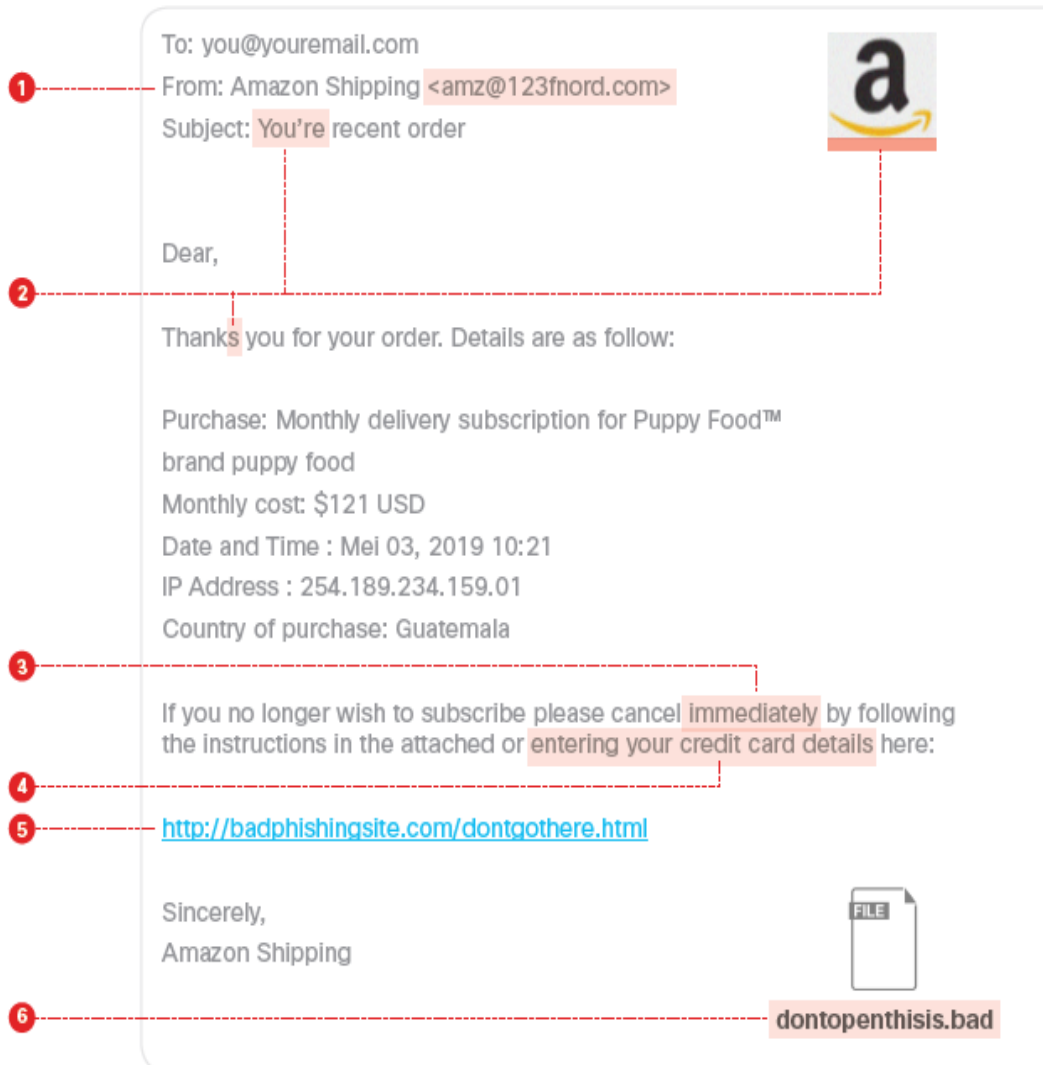 To: you@youremail.com
a
1
From: Amazon Shipping <amz@123fnord.com>
Subject: You're recent order
Dear,
2
Thanks you for your order. Details are as follow:
Purchase: Monthly delivery subscription for Puppy Food™
brand puppy food
Monthly cost: $121 USD
Date and Time : Mei 03, 2019 10:21
IP Address : 254.189.234.159.01
Country of purchase: Guatemala
3
If you no longer wish to subscribe please cancel immediately by following
the instructions in the attached or entering your credit card details here:
4
5
http://badphishingsite.com/dontgothere.html
Sincerely,
FILE
Amazon Shipping
6
dontopenthisis.bad